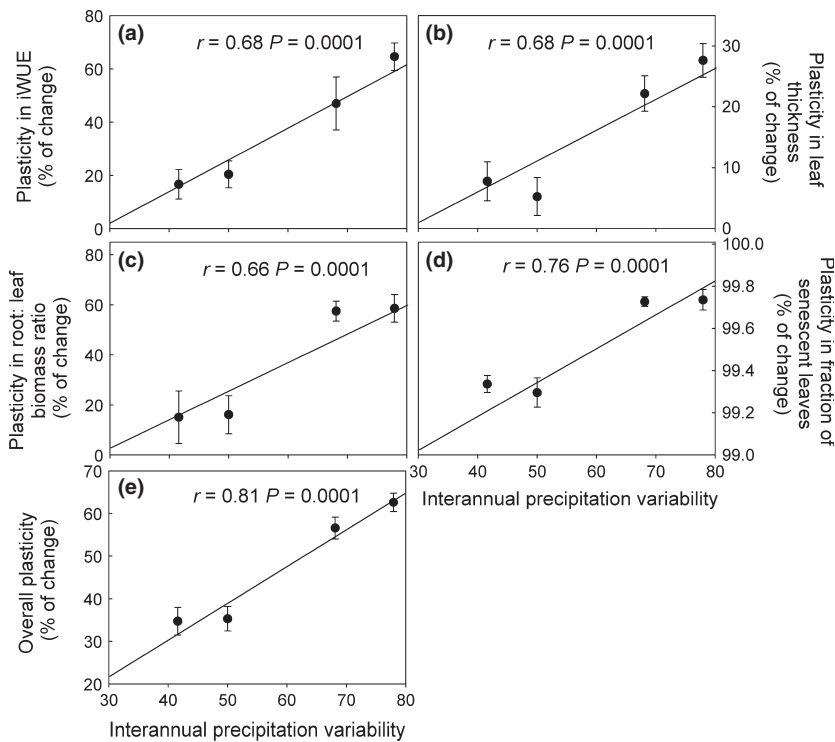 (a)
r = 0.68 P = 0.0001
80
60
40
20
0
Plasticity in iWUE
(% of change)
(b)
r = 0.68 P = 0.0001
30
20
10
0
Plasticity in leaf
thickness
(% of change)
(c)
r = 0.66 P = 0.0001
80
60
40
20
0
Plasticity in root: leaf
biomass ratio
(% of change)
(d)
r = 0.76 P = 0.0001
100.0
99.8
99.6
99.4
99.2
99.0
Plasticity in fraction of
senescent leaves
(% of change)
30 40 50 60 70 80
Interannual precipitation variability
(e)
r = 0.81 P = 0.0001
70
60
50
40
30
20
Overall plasticity
(% of change)
30 40 50 60 70 80
Interannual precipitation variability